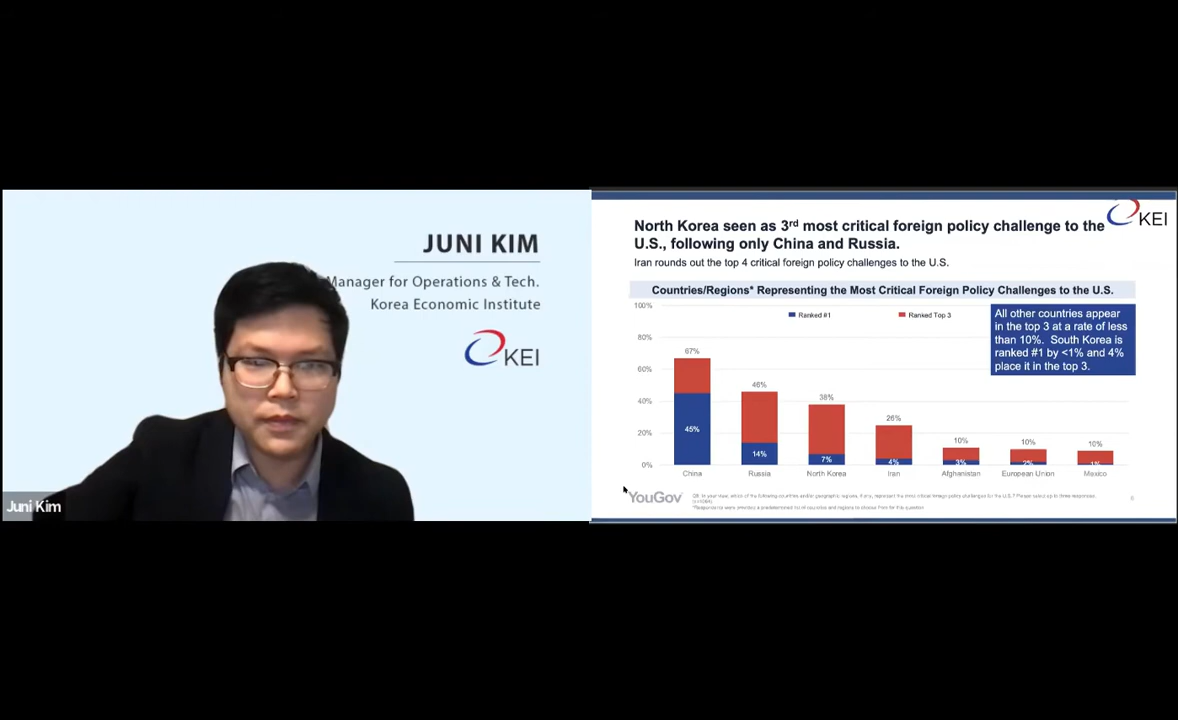 JUNI KIM
Manager for Operations & Tech.
Korea Economic Institute
KEI
Juni Kim
KEI
North Korea seen as 3rd most critical foreign policy challenge to the
U.S., following only China and Russia.
Iran rounds out the top 4 critical foreign policy challenges to the U.S.
Countries/Regions* Representing the Most Critical Foreign Policy Challenges to the U.S.
100%
80%
60%
40%
20%
0%
Ranked #1
Ranked Top 3
All other countries appear
in the top 3 at a rate of less
than 10%. South Korea is
ranked #1 by <1% and 4%
place it in the top 3.
67%
46%
38%
26%
10%
10%
10%
45%
14%
7%
4%
3%
2%
1%
China
Russia
North Korea
Iran
Afghanistan
European Union
Mexico
YouGov